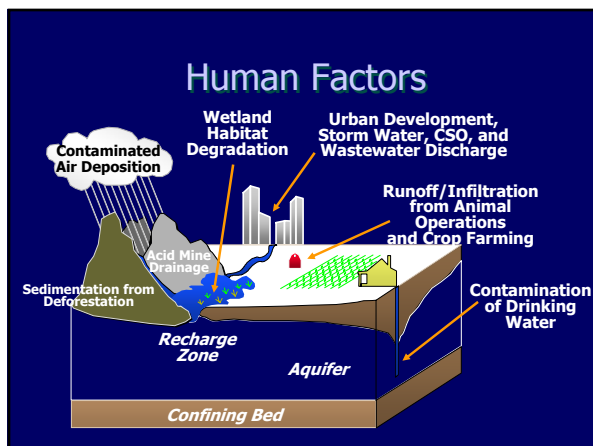 Human Factors
Wetland
Habitat
Degradation
Urban Development,
Storm Water, CSO, and
Wastewater Discharge
Contaminated
Air Deposition
Runoff/Infiltration
from Animal
Operations
and Crop Farming
Acid Mine
Drainage
Sedimentation from
Deforestation
Contamination
of Drinking
Water
Recharge
Zone
Aquifer
Confining Bed